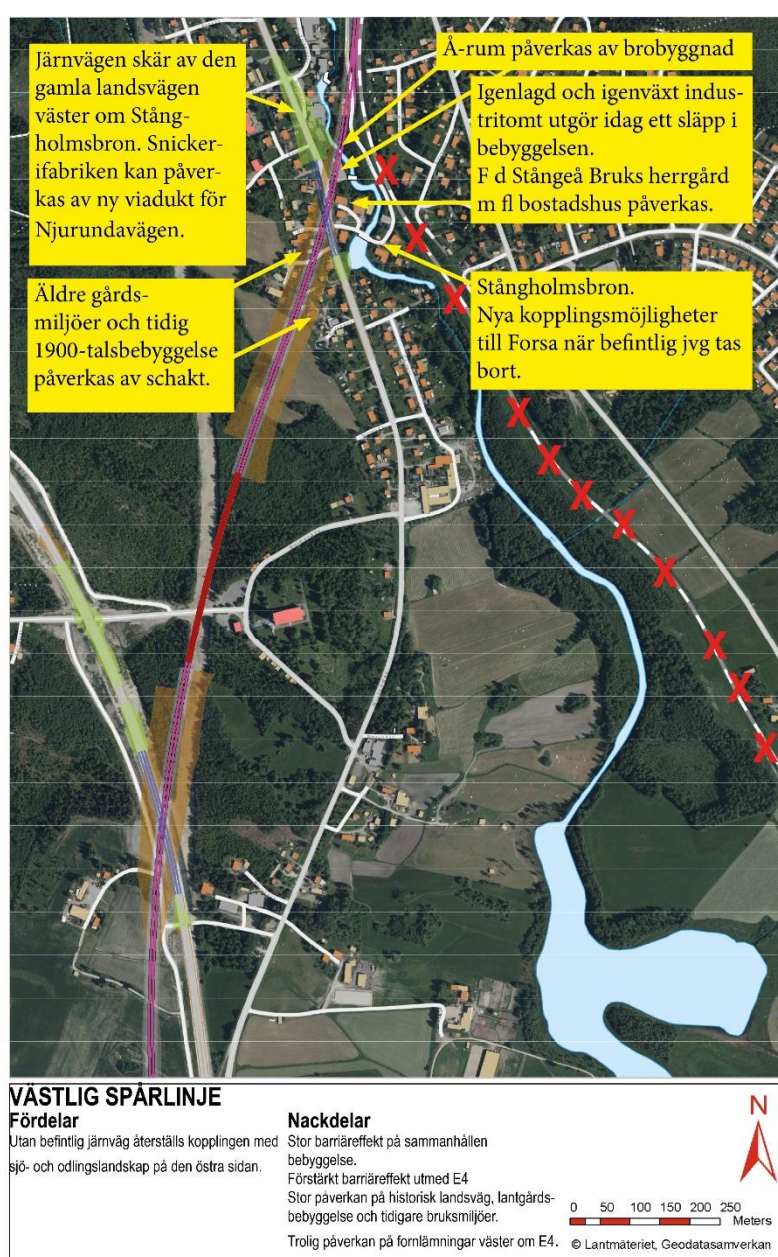 Järnvägen skär av den
gamla landsvägen
väster om Stång-
holmsbron. Snicker-
ifabriken kan påver-
kas av ny viadukt för
Njurundavägen.
Å-rum påverkas av brobyggnad
Igenlagd och igenväxt indus-
tritomt utgör idag ett släpp i
bebyggelsen.
F d Stångeå Bruks herrgård
m fl bostadshus påverkas.
Äldre gårds-
miljöer och tidig
1900-talsbebyggelse
påverkas av schakt.
Stångholmsbron.
Nya kopplingsmöjligheter
till Forsa när befintlig jvg tas
bort.
X
X
X
X
X
X
X
X
X
X
X
VÄSTLIG SPÅRLINJE
Fördelar
Utan befintlig järnväg återställs kopplingen med
sjö- och odlingslandskap på den östra sidan.
Nackdelar
Stor barriäreffekt på sammanhållen
bebyggelse.
Förstärkt barriäreffekt utmed E4
Stor påverkan på historisk landsväg, lantgårds-
bebyggelse och tidigare bruksmiljöer.
Trolig påverkan på fornlämningar väster om E4.
N
0 50 100 150 200 250
Meters
© Lantmäteriet, Geodatasamverkan